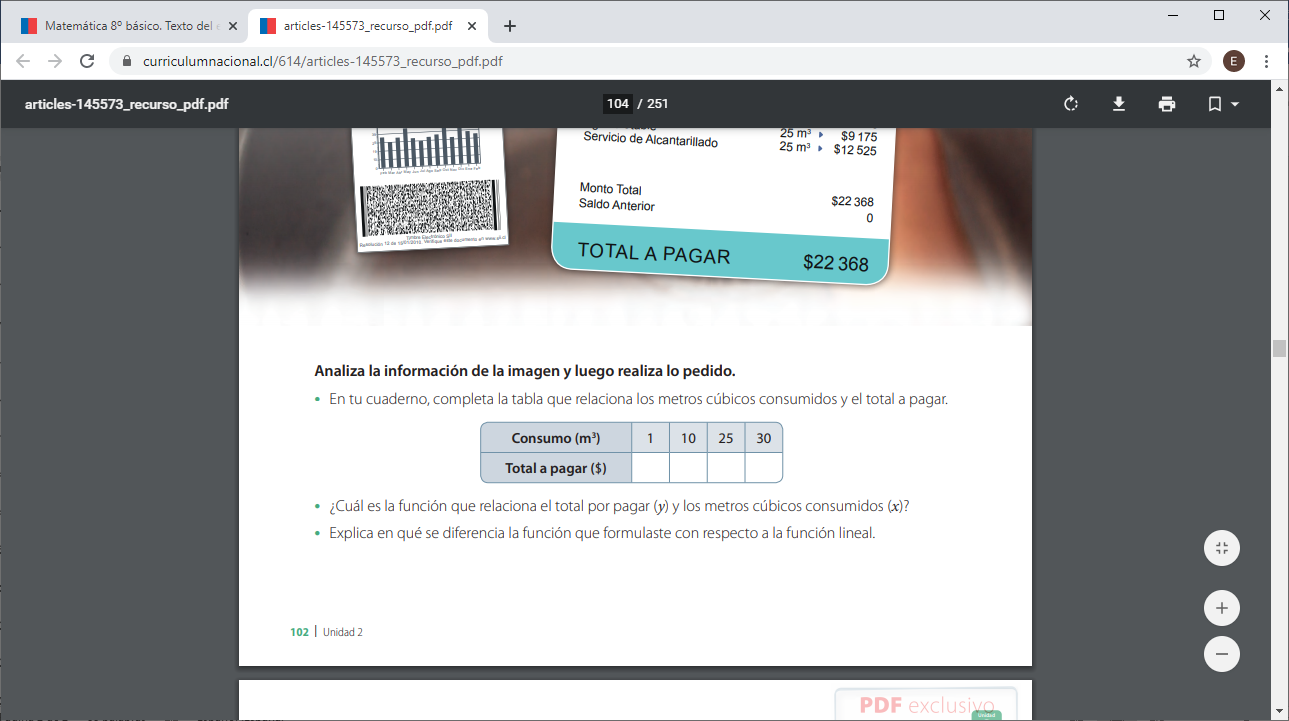 Matemática 8º básico. Texto del e
articles-145573_recurso_pdf.pdf
curriculumnacional.cl/614/articles-145573_recurso_pdf.pdf
E
articles-145573_recurso_pdf.pdf
104 / 251
25 m³ $9 175
Servicio de Alcantarillado 25 m³ $12 525
Monto Total $22 368
Saldo Anterior 0
TOTAL A PAGAR $22 368
Timbre Electrónico SII
Analiza la información de la imagen y luego realiza lo pedido.
• En tu cuaderno, completa la tabla que relaciona los metros cúbicos consumidos y el total a pagar.
Consumo (m³) 1 10 25 30
Total a pagar ($)
• ¿Cuál es la función que relaciona el total por pagar (y) y los metros cúbicos consumidos (x)?
• Explica en qué se diferencia la función que formulaste con respecto a la función lineal.
102 | Unidad 2
PDF exclusivo
Unidad